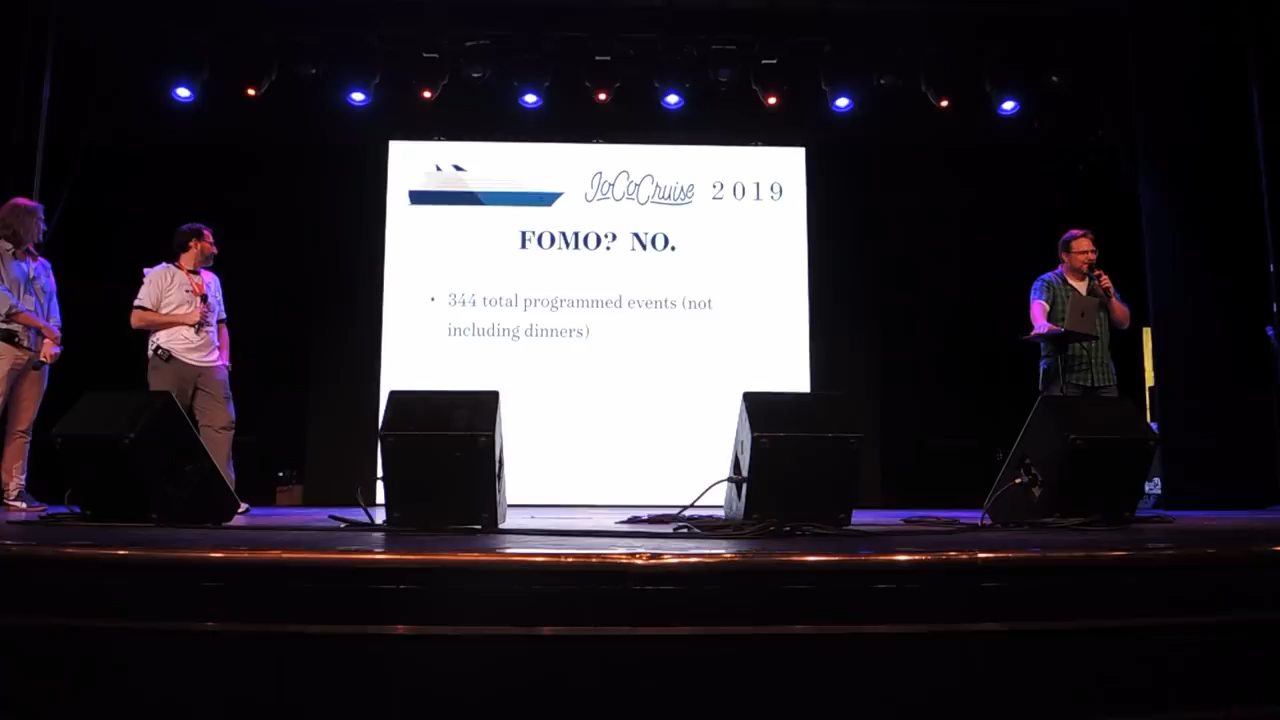 JoCoCruise 2019
FOMO? NO.
• 344 total programmed events (not
including dinners)